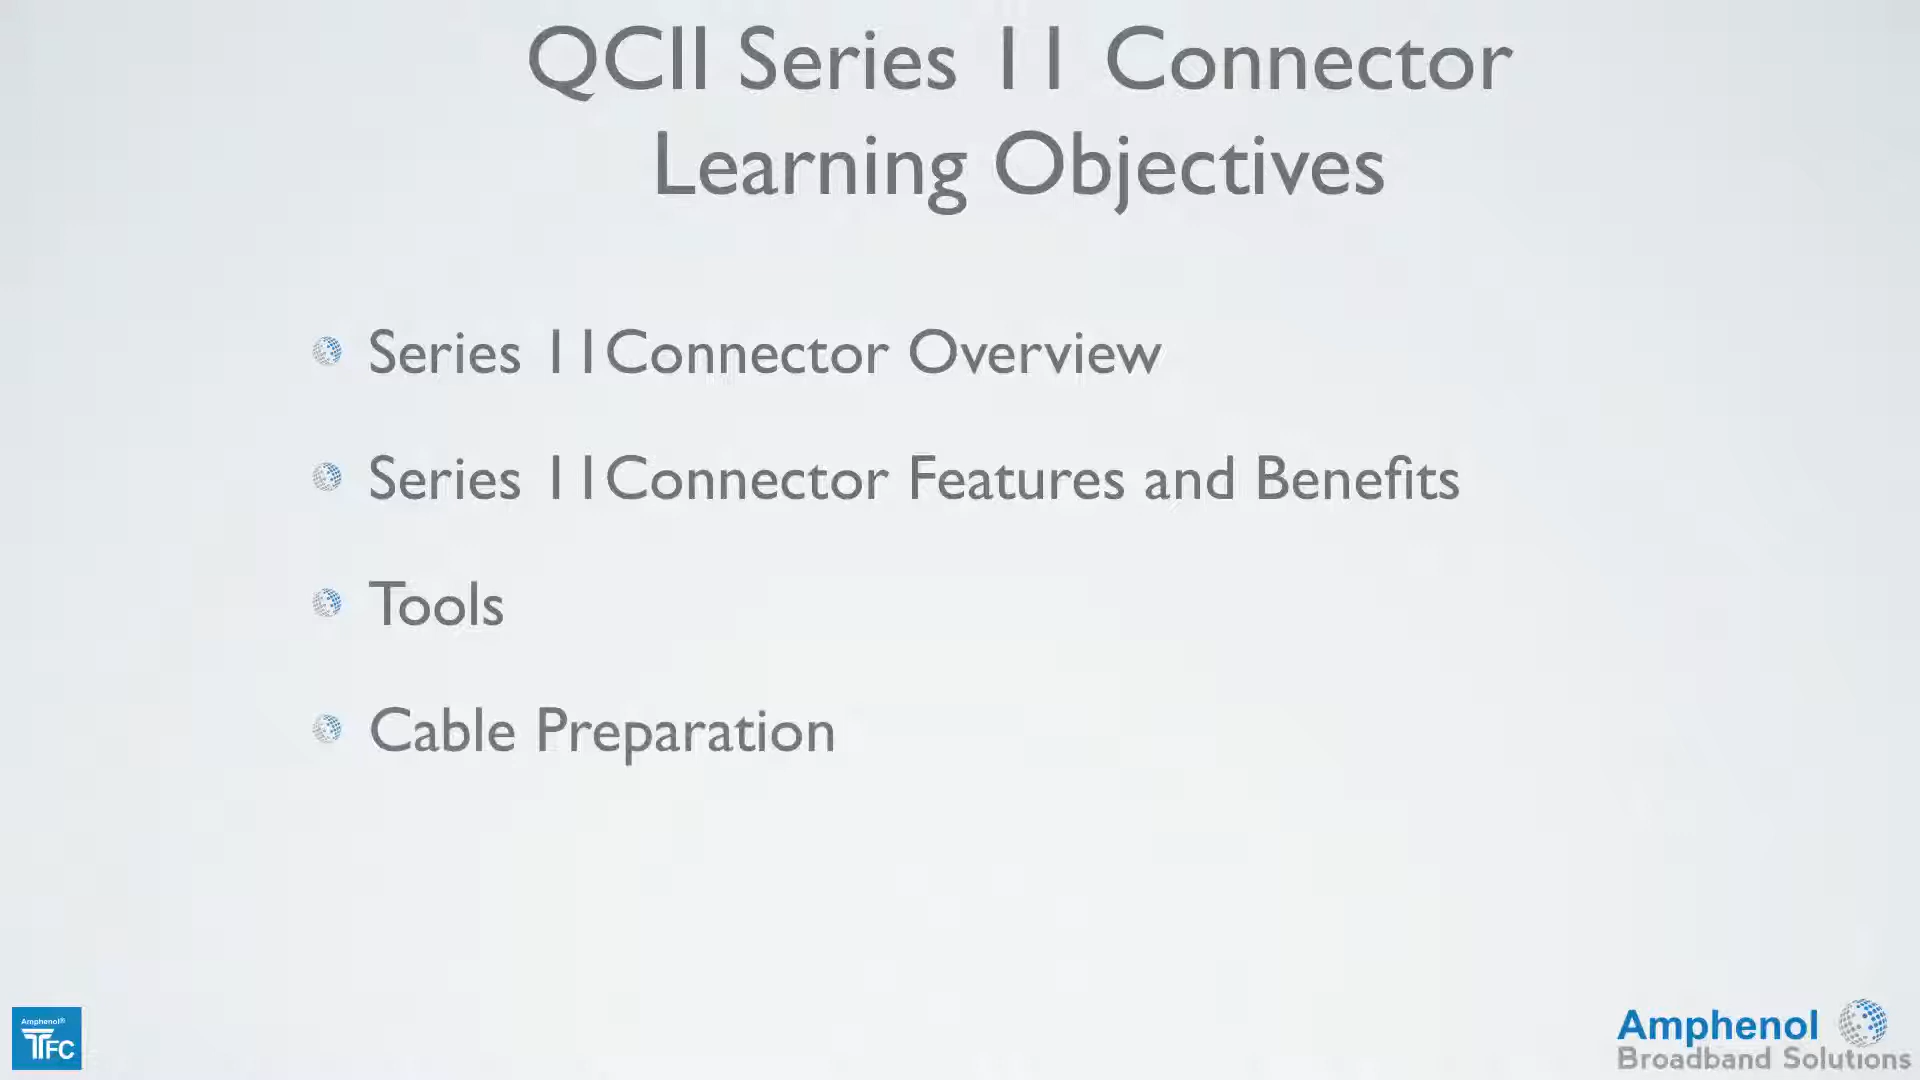 QCII Series 11 Connector
Learning Objectives
Series 11Connector Overview
Series 11Connector Features and Benefits
Tools
Cable Preparation
Amphenol®
TFC
Amphenol
Broadband Solutions